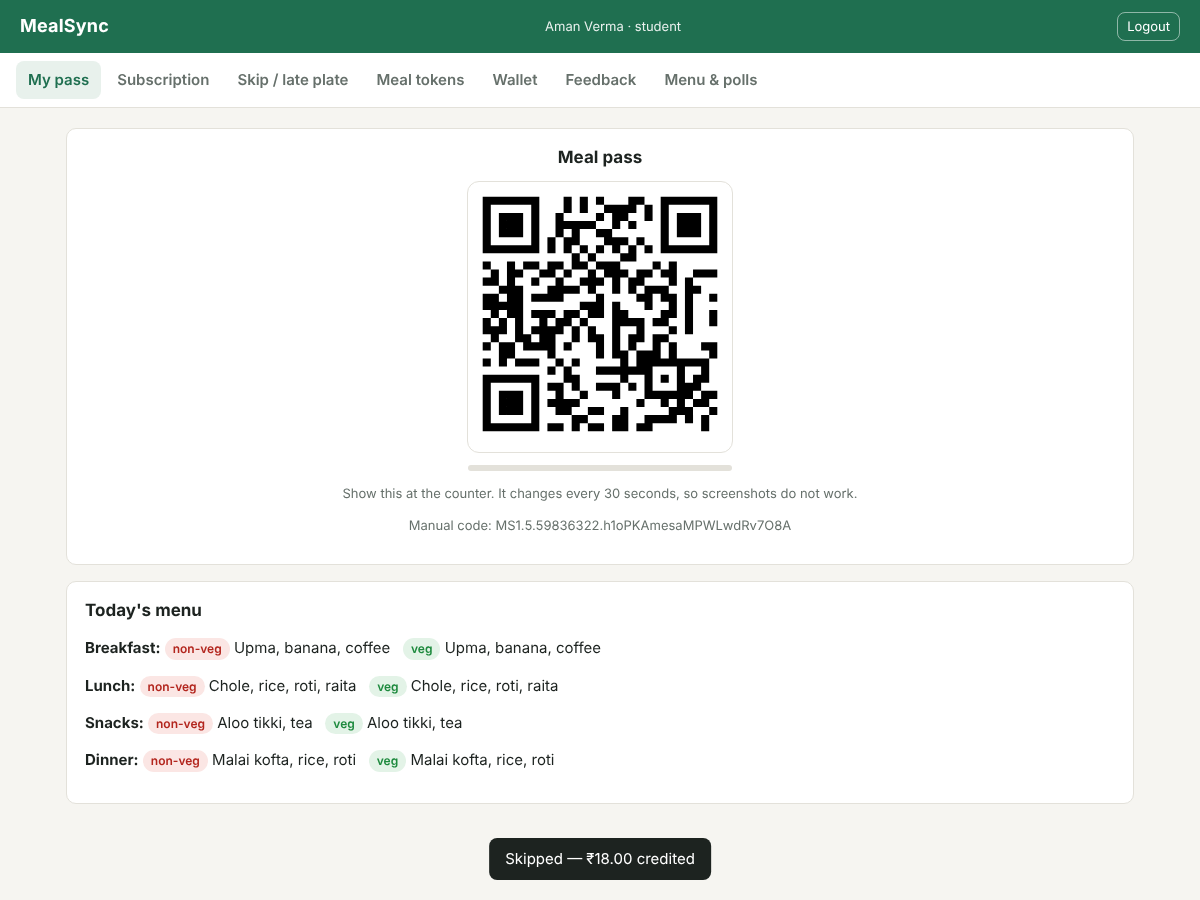 MealSync
Aman Verma · student
Logout
My pass
Subscription
Skip / late plate
Meal tokens
Wallet
Feedback
Menu & polls
Meal pass
Show this at the counter. It changes every 30 seconds, so screenshots do not work.
Manual code: MS1.5.59836322.h1oPKAmesaMPWLwdRv7O8A
Today's menu
Breakfast: non-veg Upma, banana, coffee veg Upma, banana, coffee
Lunch: non-veg Chole, rice, roti, raita veg Chole, rice, roti, raita
Snacks: non-veg Aloo tikki, tea veg Aloo tikki, tea
Dinner: non-veg Malai kofta, rice, roti veg Malai kofta, rice, roti
Skipped — ₹18.00 credited